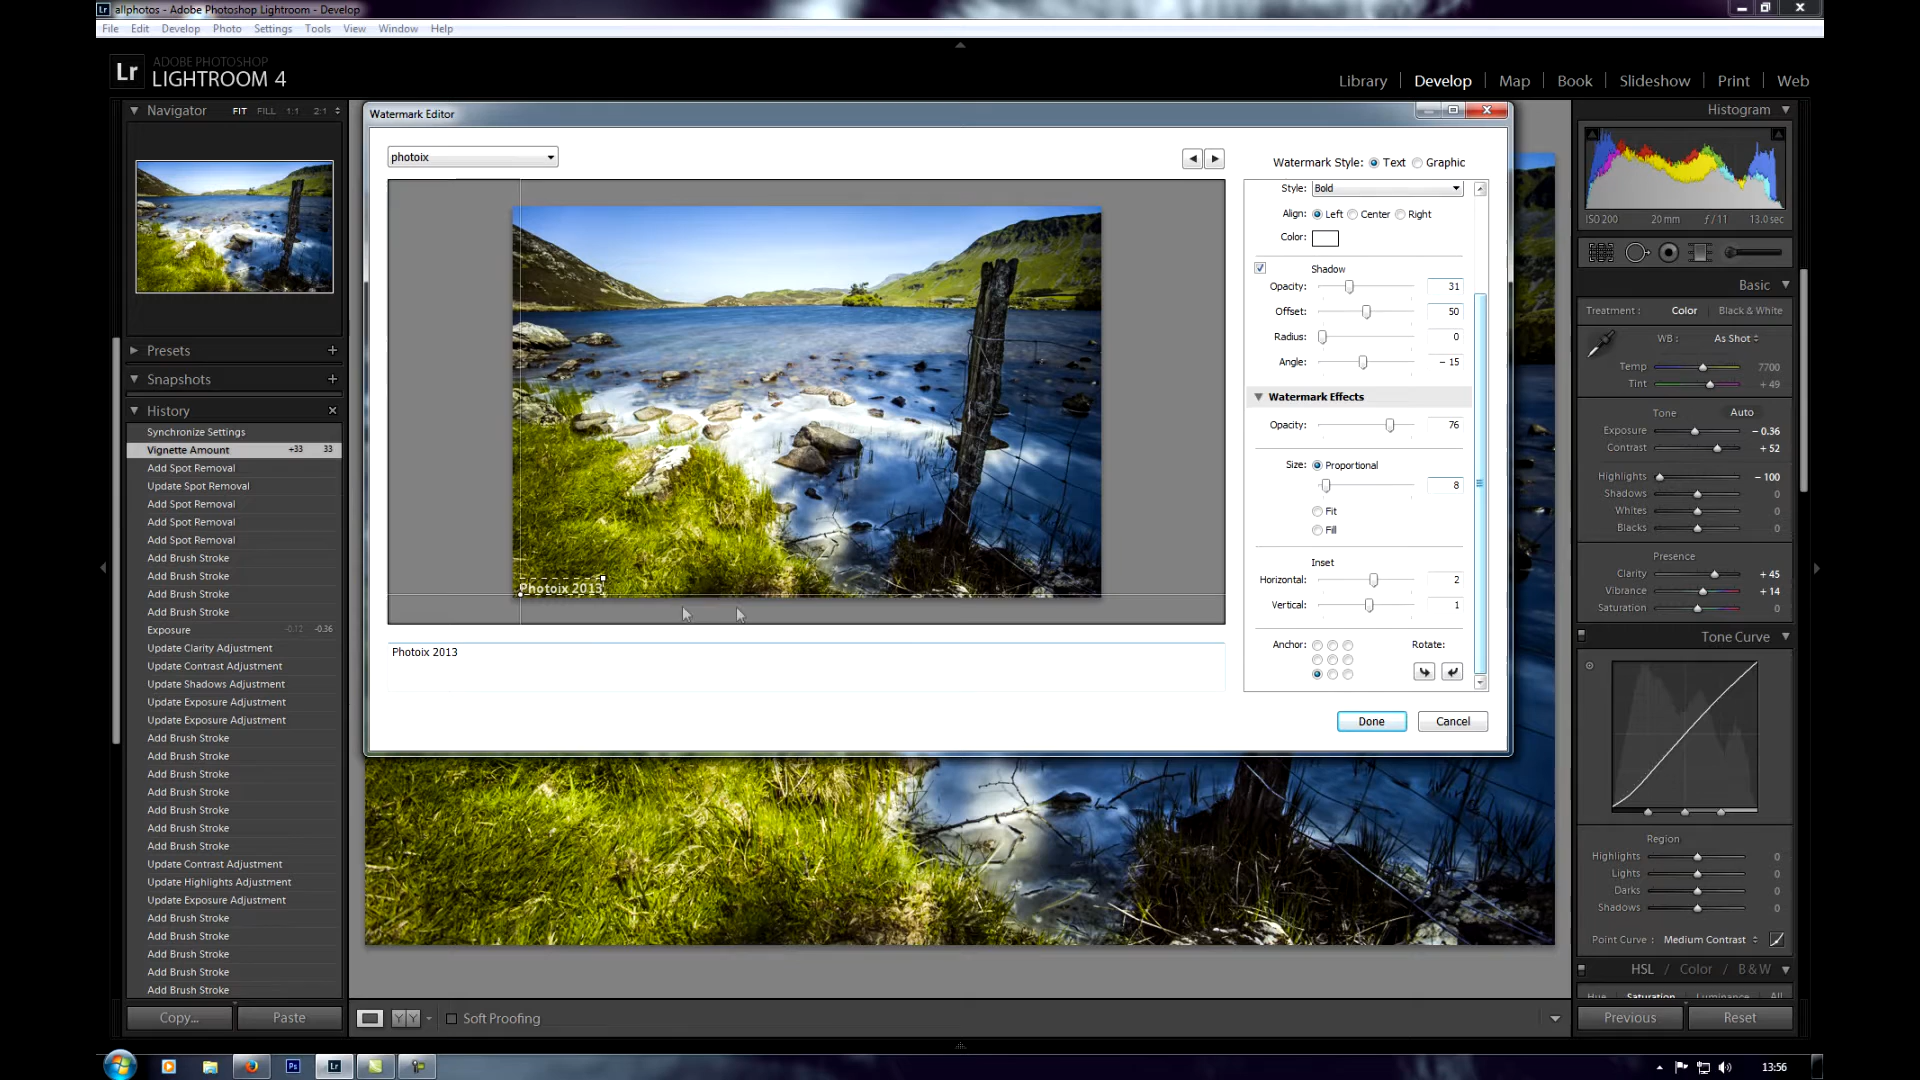 allphotos - Adobe Photoshop Lightroom - Develop
File Edit Develop Photo Settings Tools View Window Help
Lr ADOBE PHOTOSHOP
LIGHTROOM 4
Library Develop Map Book Slideshow Print Web
Navigator FIT FILL 1:1 2:1
Presets
Snapshots
History
Synchronize Settings
Vignette Amount +33 33
Add Spot Removal
Update Spot Removal
Add Spot Removal
Add Spot Removal
Add Spot Removal
Add Brush Stroke
Add Brush Stroke
Add Brush Stroke
Add Brush Stroke
Exposure -0.12 -0.36
Update Clarity Adjustment
Update Contrast Adjustment
Update Shadows Adjustment
Update Exposure Adjustment
Update Exposure Adjustment
Add Brush Stroke
Add Brush Stroke
Add Brush Stroke
Add Brush Stroke
Add Brush Stroke
Add Brush Stroke
Add Brush Stroke
Update Contrast Adjustment
Update Highlights Adjustment
Update Exposure Adjustment
Add Brush Stroke
Add Brush Stroke
Add Brush Stroke
Add Brush Stroke
Add Brush Stroke
Copy... Paste
Watermark Editor
photoix
Photoix 2013
Photoix 2013
Watermark Style: Text Graphic
Style: Bold
Align: Left Center Right
Color:
Shadow
Opacity: 31
Offset: 50
Radius: 0
Angle: - 15
Watermark Effects
Opacity: 76
Size: Proportional
8
Fit
Fill
Inset
Horizontal: 2
Vertical: 1
Anchor: Rotate:
Done Cancel
YY Soft Proofing
Histogram
ISO 200 20 mm f / 11 13.0 sec
Basic
Treatment : Color Black & White
WB : As Shot
Temp 7700
Tint + 49
Tone Auto
Exposure - 0.36
Contrast + 52
Highlights - 100
Shadows 0
Whites 0
Blacks 0
Presence
Clarity + 45
Vibrance + 14
Saturation 0
Tone Curve
Region
Highlights 0
Lights 0
Darks 0
Shadows 0
Point Curve : Medium Contrast
HSL / Color / B & W
Hue Saturation Luminance All
Previous Reset
Ps Lr 13:56